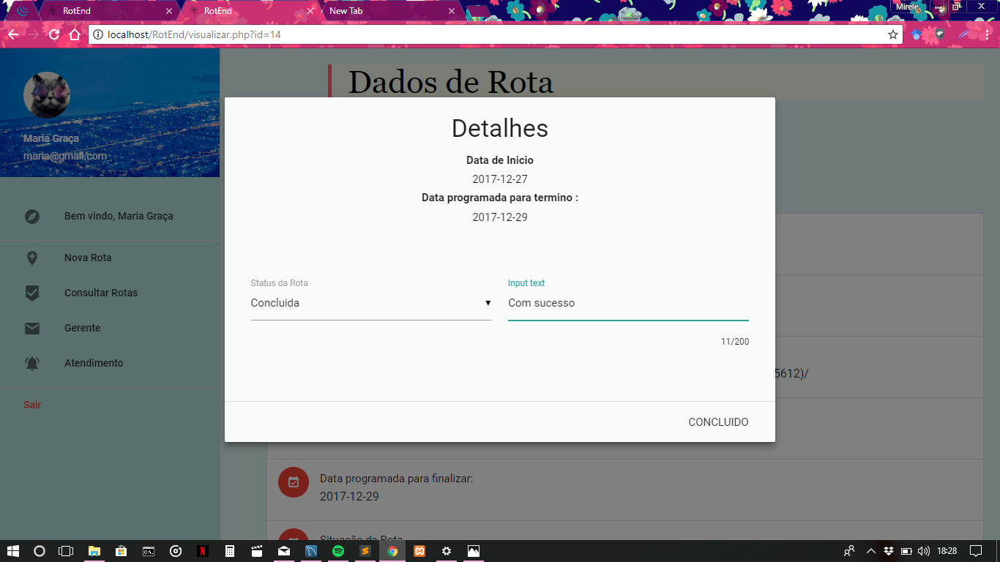 RotEnd
RotEnd
New Tab
Mirele
localhost/RotEnd/visualizar.php?id=14
Maria Graça
maria@gmail.com
Bem vindo, Maria Graça
Nova Rota
Consultar Rotas
Gerente
Atendimento
Sair
Dados de Rota
Detalhes
Data de Inicio
2017-12-27
Data programada para termino :
2017-12-29
Status da Rota
Concluida
Input text
Com sucesso
11/200
CONCLUIDO
5612)/
Data programada para finalizar:
2017-12-29
Situação da Rota
18:28